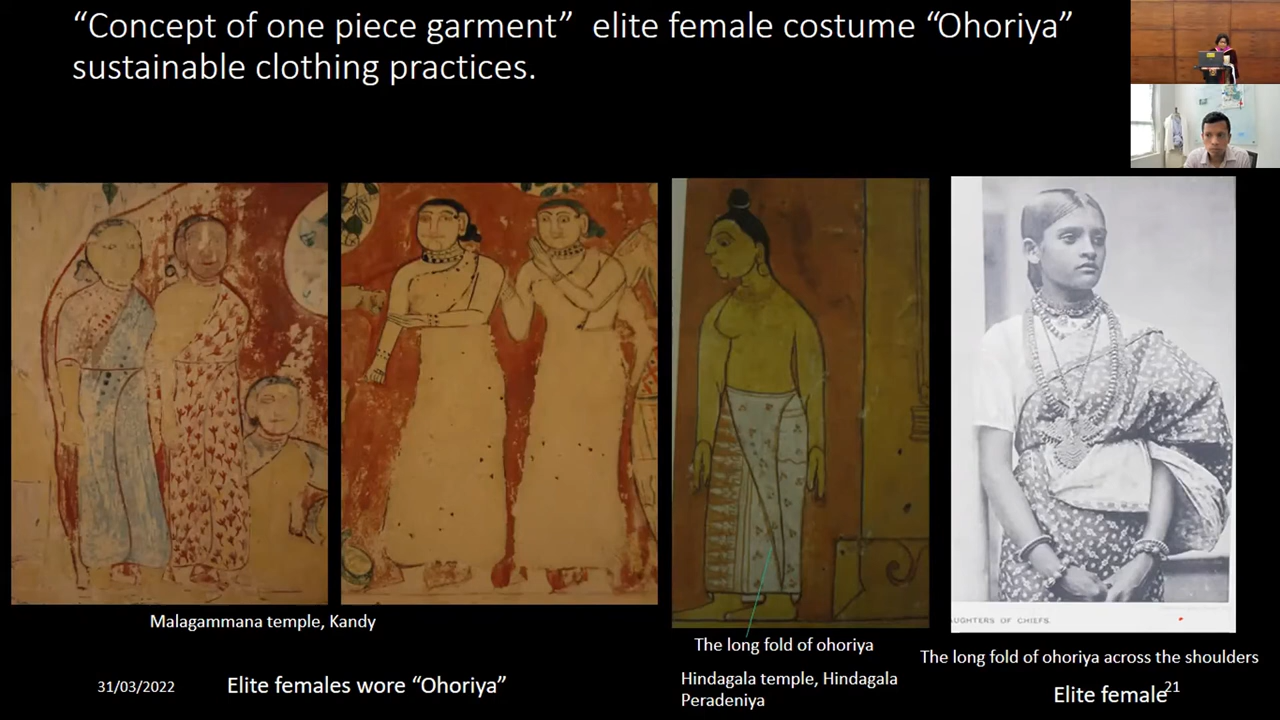 “Concept of one piece garment”  elite female costume “Ohoriya”
sustainable clothing practices.
Malagammana temple, Kandy
The long fold of ohoriya
Hindagala temple, Hindagala
Peradeniya
AUGHTERS OF CHIEFS.
The long fold of ohoriya across the shoulders
31/03/2022
Elite females wore “Ohoriya”
Elite female
21